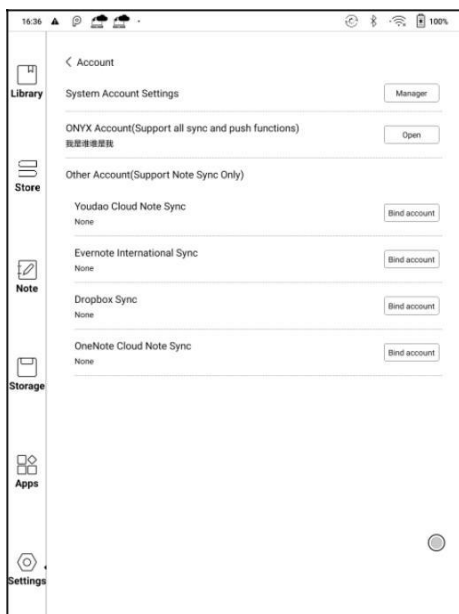 16:36
100%
Account
Library
System Account Settings
Manager
ONYX Account(Support all sync and push functions)
Open
我是谁谁是我
Store
Other Account(Support Note Sync Only)
Youdao Cloud Note Sync
Bind account
None
Evernote International Sync
Bind account
None
Note
Dropbox Sync
Bind account
None
OneNote Cloud Note Sync
Bind account
None
Storage
Apps
Settings